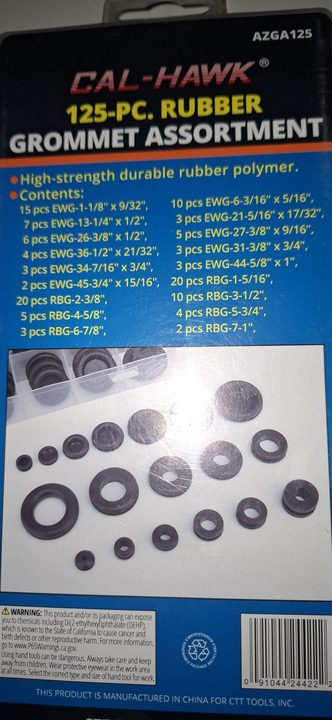 AZGA125
CAL-HAWK®
125-PC. RUBBER
GROMMET ASSORTMENT
•High-strength durable rubber polymer.
•Contents:
15 pcs EWG-1-1/8" x 9/32",
7 pcs EWG-13-1/4" x 1/2",
6 pcs EWG-26-3/8" x 1/2",
4 pcs EWG-36-1/2" x 21/32",
3 pcs EWG-34-7/16" x 3/4",
2 pcs EWG-45-3/4" x 15/16",
20 pcs RBG-2-3/8",
5 pcs RBG-4-5/8",
3 pcs RBG-6-7/8",
10 pcs EWG-6-3/16" x 5/16",
3 pcs EWG-21-5/16" x 17/32",
5 pcs EWG-27-3/8" x 9/16",
3 pcs EWG-31-3/8" x 3/4",
3 pcs EWG-44-5/8" x 1",
20 pcs RBG-1-5/16",
10 pcs RBG-3-1/2",
4 pcs RBG-5-3/4",
2 pcs RBG-7-1",
WARNING: This product and/or its packaging can expose
you to chemicals including Di(2-ethylhexyl)phthalate (DEHP),
which is known to the State of California to cause cancer and
birth defects or other reproductive harm. For more information,
go to www.P65Warnings.ca.gov.
Using hand tools can be dangerous. Always take care and keep
away from children. Wear protective eyewear in the work area
at all times. Select the correct type and size of hand tool for work.
0 91044 24422 2
THIS PRODUCT IS MANUFACTURED IN CHINA FOR CTT TOOLS, INC.